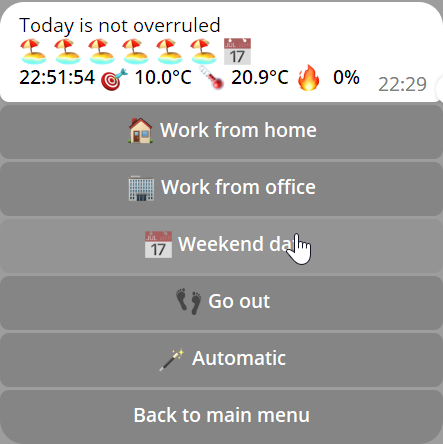 Today is not overruled
🏖️ 🏖️ 🏖️ 🏖️ 🏖️ 🏖️ 📅
22:51:54 🎯 10.0°C 🌡️ 20.9°C 🔥 0%
22:29
🏠 Work from home
🏢 Work from office
📅 Weekend da
👣 Go out
🪄 Automatic
Back to main menu